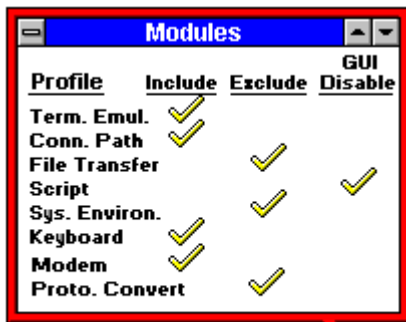 Modules
GUI
Profile Include Exclude Disable
Term. Emul.
Conn. Path
File Transfer
Script
Sys. Environ.
Keyboard
Modem
Proto. Convert